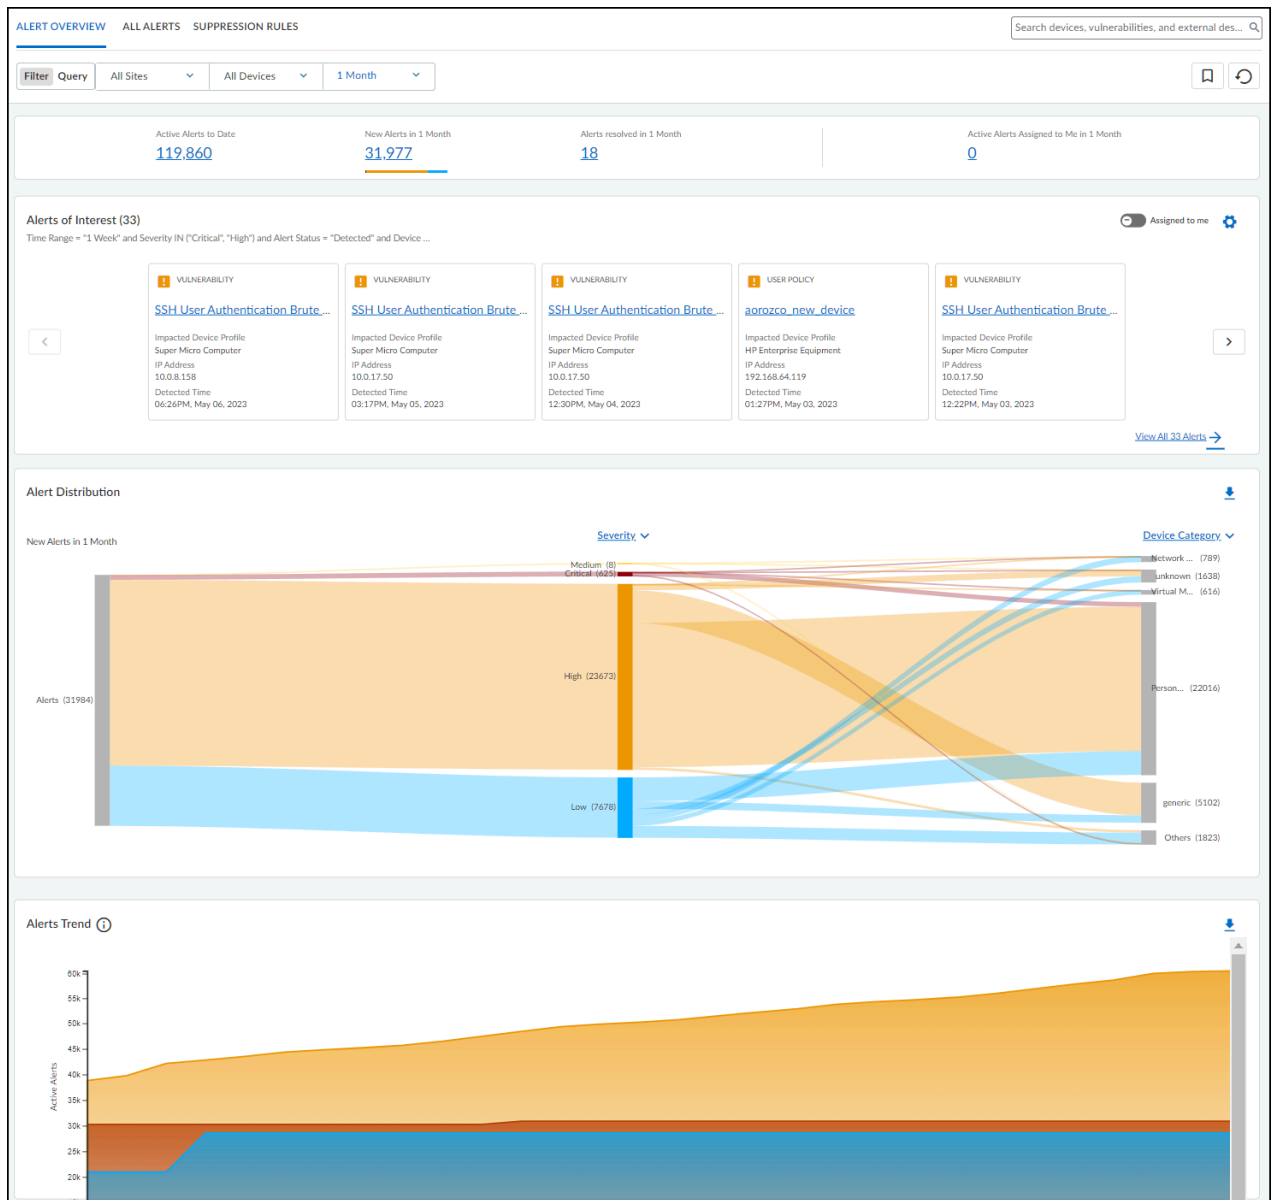 ALERT OVERVIEW ALL ALERTS SUPPRESSION RULES
Search devices, vulnerabilities, and external des...
Filter Query All Sites All Devices 1 Month
Active Alerts to Date New Alerts in 1 Month Alerts resolved in 1 Month Active Alerts Assigned to Me in 1 Month
119,860 31,977 18 0
Alerts of Interest (33)
Assigned to me
Time Range = "1 Week" and Severity IN ("Critical", "High") and Alert Status = "Detected" and Device ...
VULNERABILITY
SSH User Authentication Brute ...
Impacted Device Profile
Super Micro Computer
IP Address
10.0.8.158
Detected Time
06:26PM, May 06, 2023
VULNERABILITY
SSH User Authentication Brute ...
Impacted Device Profile
Super Micro Computer
IP Address
10.0.17.50
Detected Time
03:17PM, May 05, 2023
VULNERABILITY
SSH User Authentication Brute ...
Impacted Device Profile
Super Micro Computer
IP Address
10.0.17.50
Detected Time
12:30PM, May 04, 2023
USER POLICY
aorozco_new_device
Impacted Device Profile
HP Enterprise Equipment
IP Address
192.168.64.119
Detected Time
01:27PM, May 03, 2023
VULNERABILITY
SSH User Authentication Brute ...
Impacted Device Profile
Super Micro Computer
IP Address
10.0.17.50
Detected Time
12:22PM, May 03, 2023
View All 33 Alerts
Alert Distribution
New Alerts in 1 Month
Severity
Device Category
Alerts (31984)
Medium (8)
Critical (625)
High (23673)
Low (7678)
Network ... (789)
unknown (1638)
Virtual M... (616)
Person... (22016)
generic (5102)
Others (1823)
Alerts Trend
Active Alerts
60k
55k
50k
45k
40k
35k
30k
25k
20k